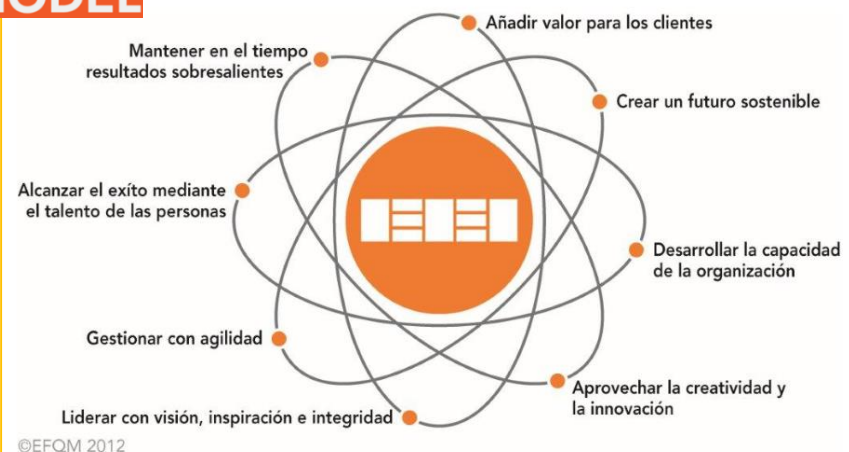 MODEL
Añadir valor para los clientes
Mantener en el tiempo
resultados sobresalientes
Crear un futuro sostenible
Alcanzar el exíto mediante
el talento de las personas
Desarrollar la capacidad
de la organización
Gestionar con agilidad
Aprovechar la creatividad y
la innovación
Liderar con visión, inspiración e integridad
©EFQM 2012